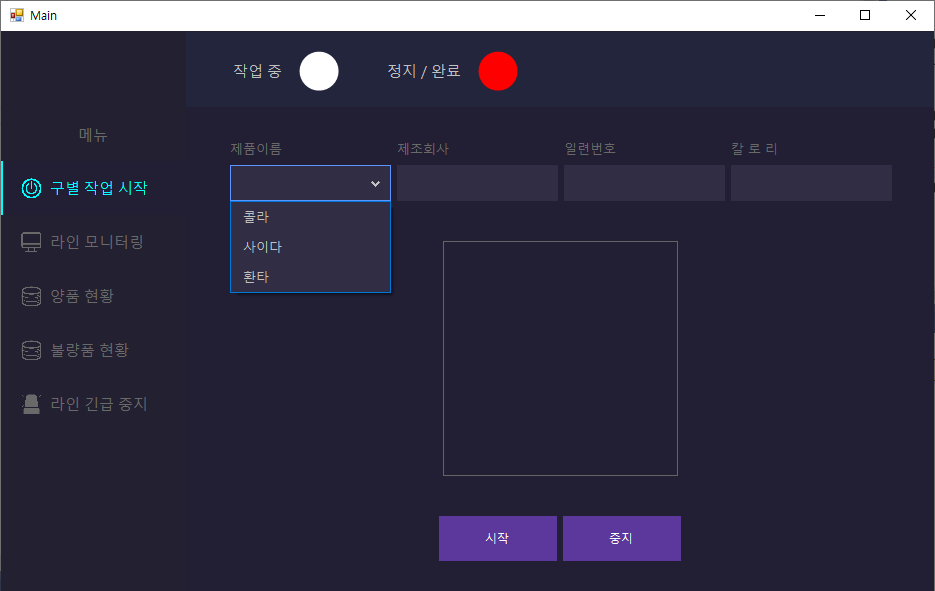 Main
작업 중
정지 / 완료
메뉴
구별 작업 시작
라인 모니터링
양품 현황
불량품 현황
라인 긴급 중지
제품이름
제조회사
일련번호
칼 로 리
콜라
사이다
환타
시작
중지